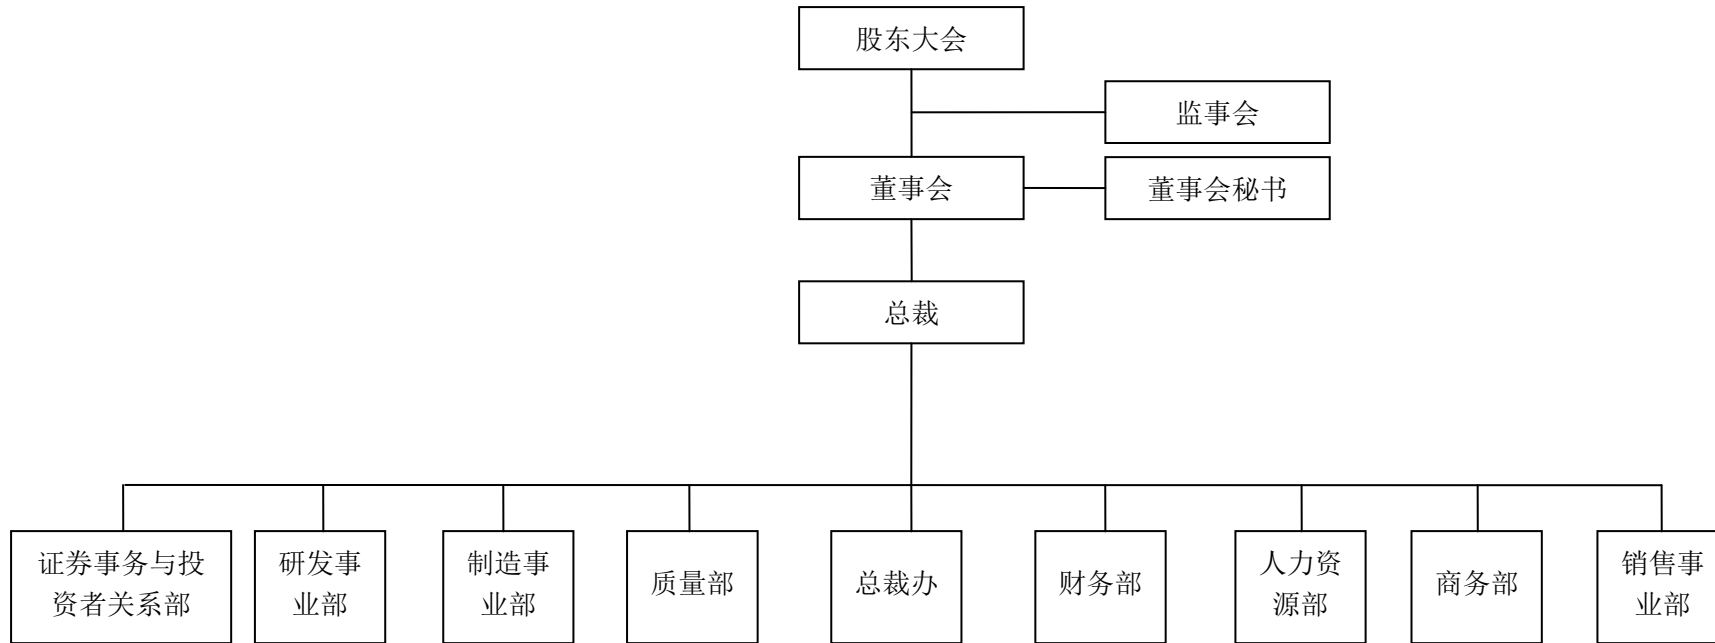 股东大会
监事会
董事会
董事会秘书
总裁
证券事务与投
资者关系部
研发事
业部
制造事
业部
质量部
总裁办
财务部
人力资
源部
商务部
销售事
业部